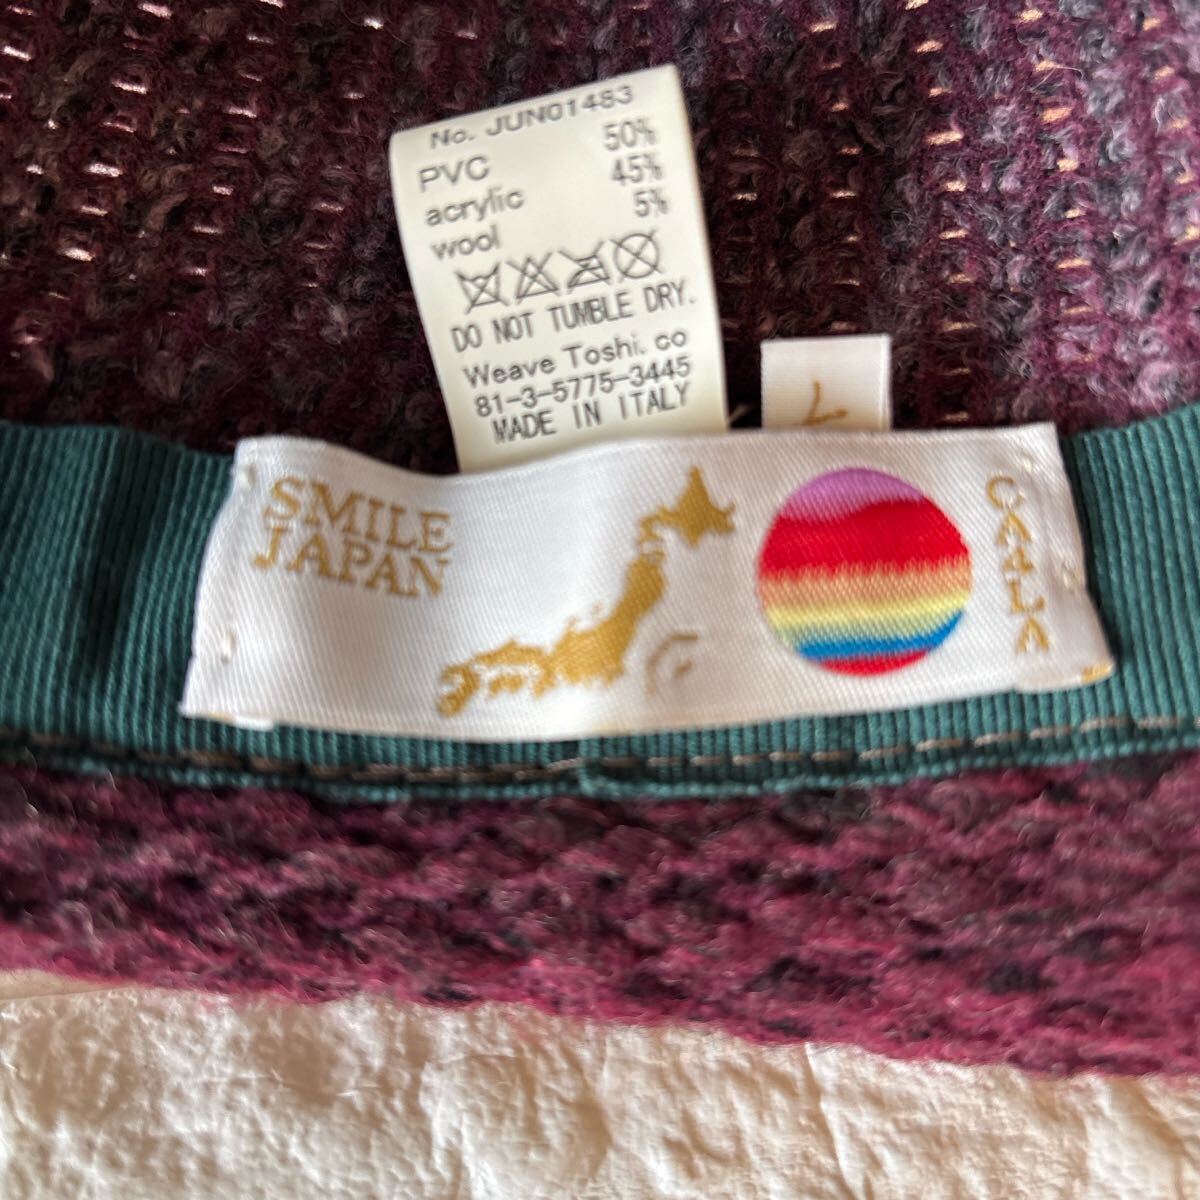 No. JUN01483
PVC 50%
acrylic 45%
wool 5%
DO NOT TUMBLE DRY.
Weave Toshi. co
81-3-5775-3445
MADE IN ITALY
L
SMILE
JAPAN
CA4LA